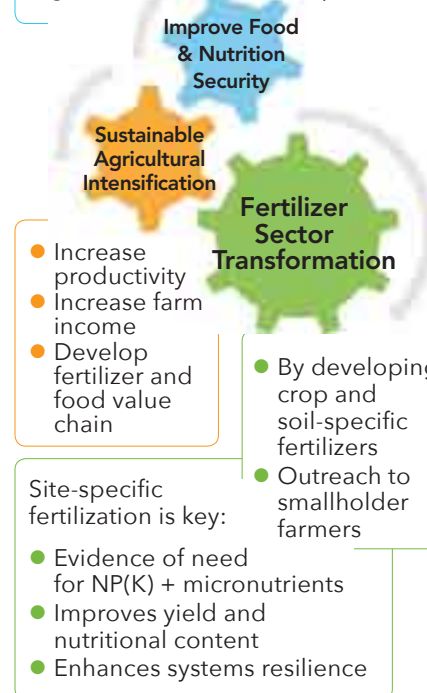 Improve Food
& Nutrition
Security
Sustainable
Agricultural
Intensification
Fertilizer
Sector
Transformation
● Increase
productivity
● Increase farm
income
● Develop
fertilizer and
food value
chain
● By developing
crop and
soil-specific
fertilizers
● Outreach to
smallholder
farmers
Site-specific
fertilization is key:
● Evidence of need
for NP(K) + micronutrients
● Improves yield and
nutritional content
● Enhances systems resilience